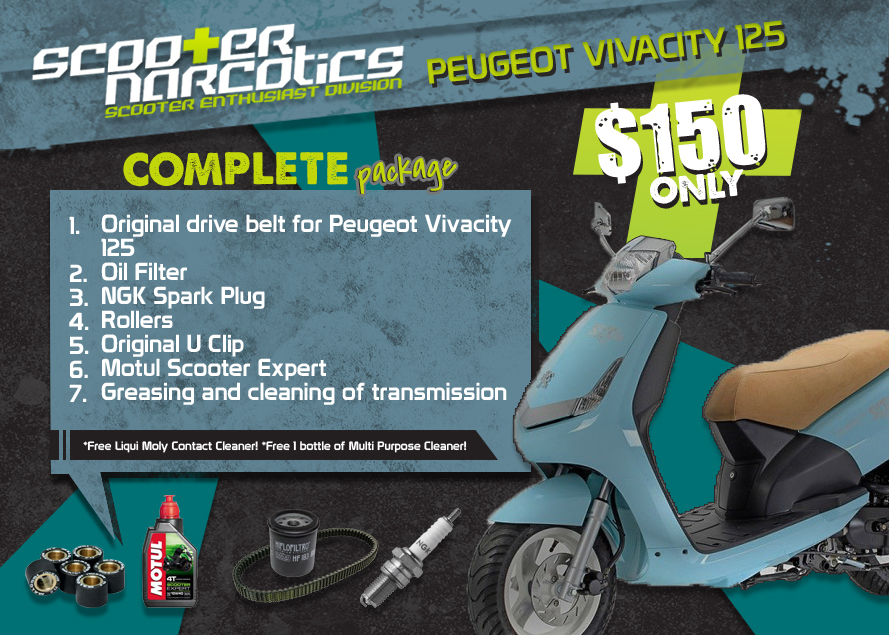 SCOOTER
NARCOTICS
SCOOTER ENTHUSIAST DIVISION
PEUGEOT VIVACITY 125
$150
ONLY
COMPLETE package
1. Original drive belt for Peugeot Vivacity
125
2. Oil Filter
3. NGK Spark Plug
4. Rollers
5. Original U Clip
6. Motul Scooter Expert
7. Greasing and cleaning of transmission
*Free Liqui Moly Contact Cleaner! *Free 1 bottle of Multi Purpose Cleaner!
MOTUL
4T
SCOOTER
EXPERT
HIFLOFILTRO
NGK